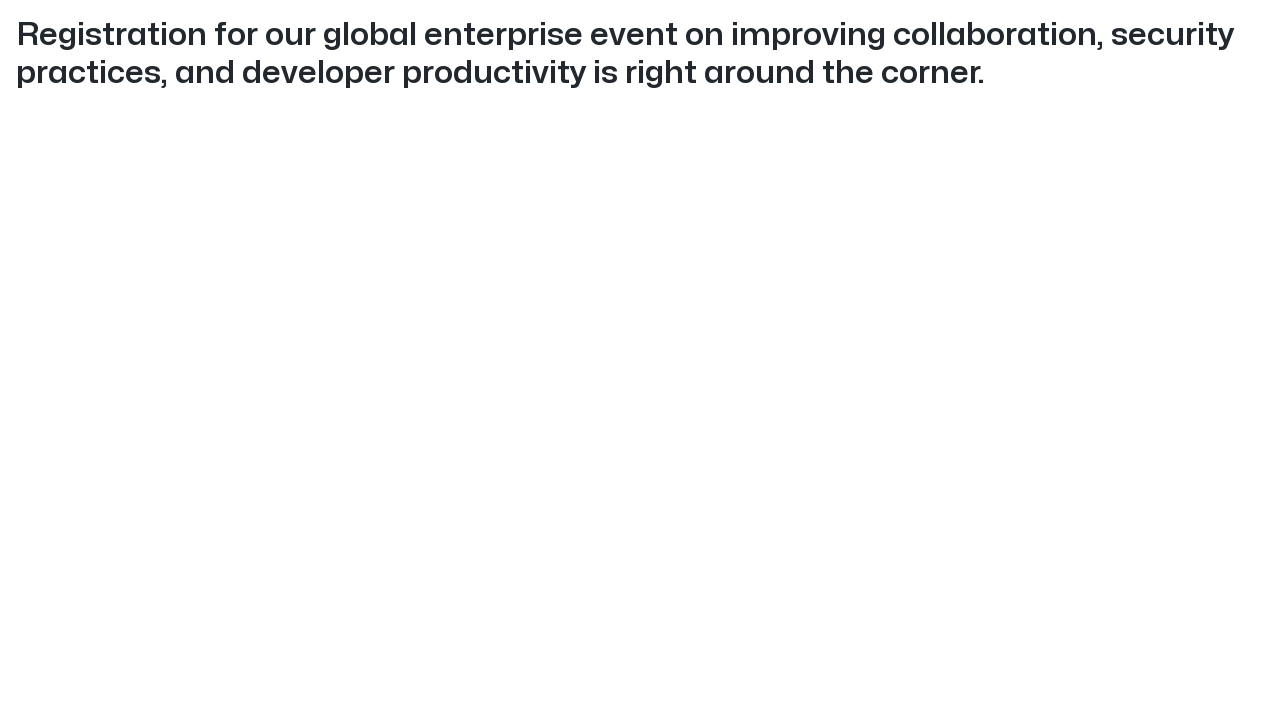 Registration for our global enterprise event on improving collaboration, security
practices, and developer productivity is right around the corner.